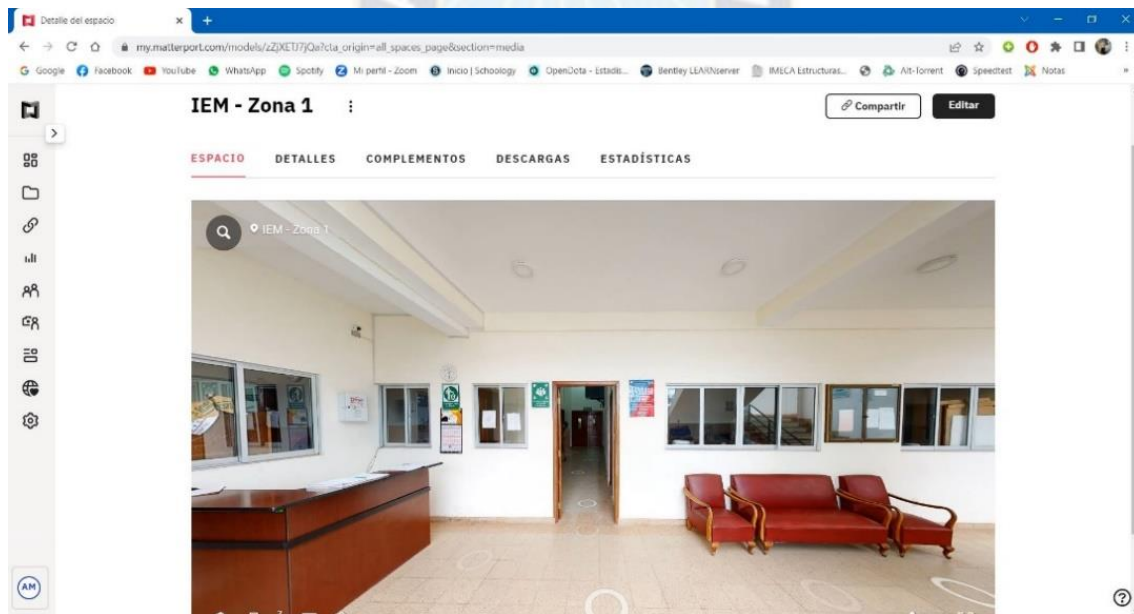 Detalle del espacio
my.matterport.com/models/zZjXETJ7jQa?cta_origin=all_spaces_page&section=media
Google Facebook YouTube WhatsApp Spotify Mi perfil - Zoom Inicio | Schoology OpenDota - Estadís... Bentley LEARNserver IMECA Estructuras... Alt-Torrent Speedtest Notas »
IEM - Zona 1
Compartir
Editar
ESPACIO DETALLES COMPLEMENTOS DESCARGAS ESTADÍSTICAS
IEM - Zona 1
AM